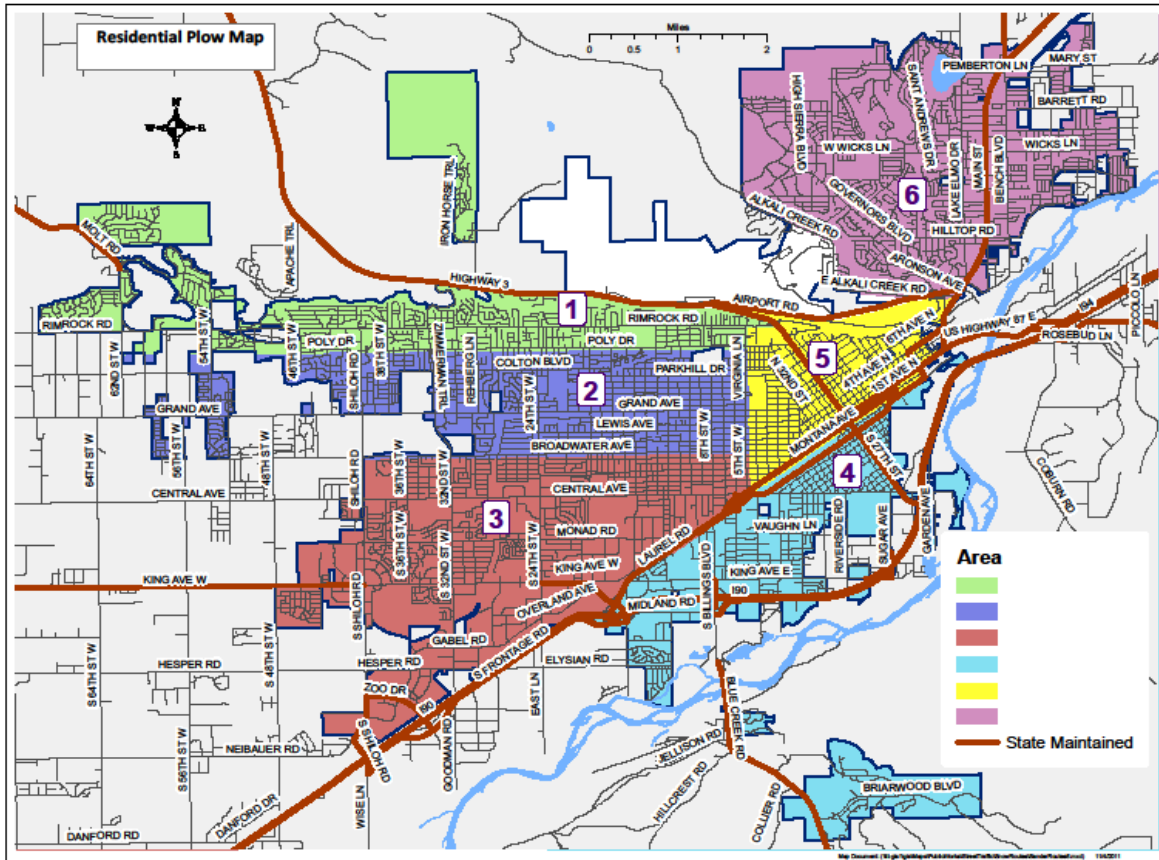 Residential Plow Map
Miles
0 0.5 1 2
N
W E
S
PEMBERTON LN
MARY ST
BARRETT RD
SAINT ANDREWS DR
HIGH SIERRA BLVD
W WICKS LN
WICKS LN
LAKE ELMO DR
MAIN ST
BENCH BLVD
6
GOVERNORS BLVD
ALKALI CREEK RD
HILLTOP RD
ARONSON AVE
E ALKALI CREEK RD
IRON HORSE TRL
MOLT RD
APACHE TRL
HIGHWAY 3
AIRPORT RD
1
RIMROCK RD
RIMROCK RD
POLY DR
POLY DR
US HIGHWAY 87 E
I94
ROSEBUD LN
PICCOLO LN
62ND ST W
54TH ST W
46TH ST W
SHILOH RD
38TH ST W
ZIMMERMAN TRL
REHBERG LN
COLTON BLVD
PARKHILL DR
VIRGINIA LN
N 32ND ST
5
6TH AVE N
4TH AVE N
1ST AVE N
MONTANA AVE
2
24TH ST W
GRAND AVE
GRAND AVE
LEWIS AVE
BROADWATER AVE
8TH ST W
5TH ST W
S 27TH ST
4
64TH ST W
56TH ST W
48TH ST W
SHILOH RD
36TH ST W
32ND ST W
CENTRAL AVE
CENTRAL AVE
3
MONAD RD
S 36TH ST W
S 32ND ST W
S 24TH ST W
KING AVE W
KING AVE W
LAUREL RD
VAUGHN LN
RIVERSIDE RD
SUGAR AVE
GARDEN AVE
COBURN RD
KING AVE E
S BILLINGS BLVD
I90
MIDLAND RD
OVERLAND AVE
S SHILOH RD
GABEL RD
S FRONTAGE RD
ELYSIAN RD
HESPER RD
HESPER RD
ZOO DR
S 64TH ST W
S 48TH ST W
S 56TH ST W
I90
EAST LN
GOODMAN RD
S SHILOH RD
NEIBAUER RD
WISE LN
DANFORD DR
DANFORD RD
BLUE CREEK RD
JELLISON RD
HILLCREST RD
COLLIER RD
BRIARWOOD BLVD
Area
State Maintained